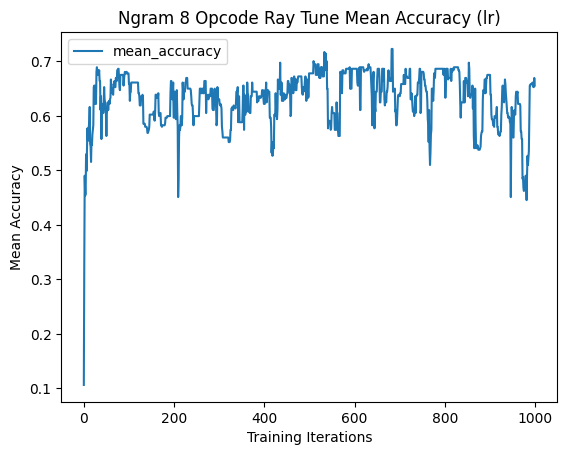 Ngram 8 Opcode Ray Tune Mean Accuracy (lr)
mean_accuracy
Mean Accuracy
0.7
0.6
0.5
0.4
0.3
0.2
0.1
0 200 400 600 800 1000
Training Iterations